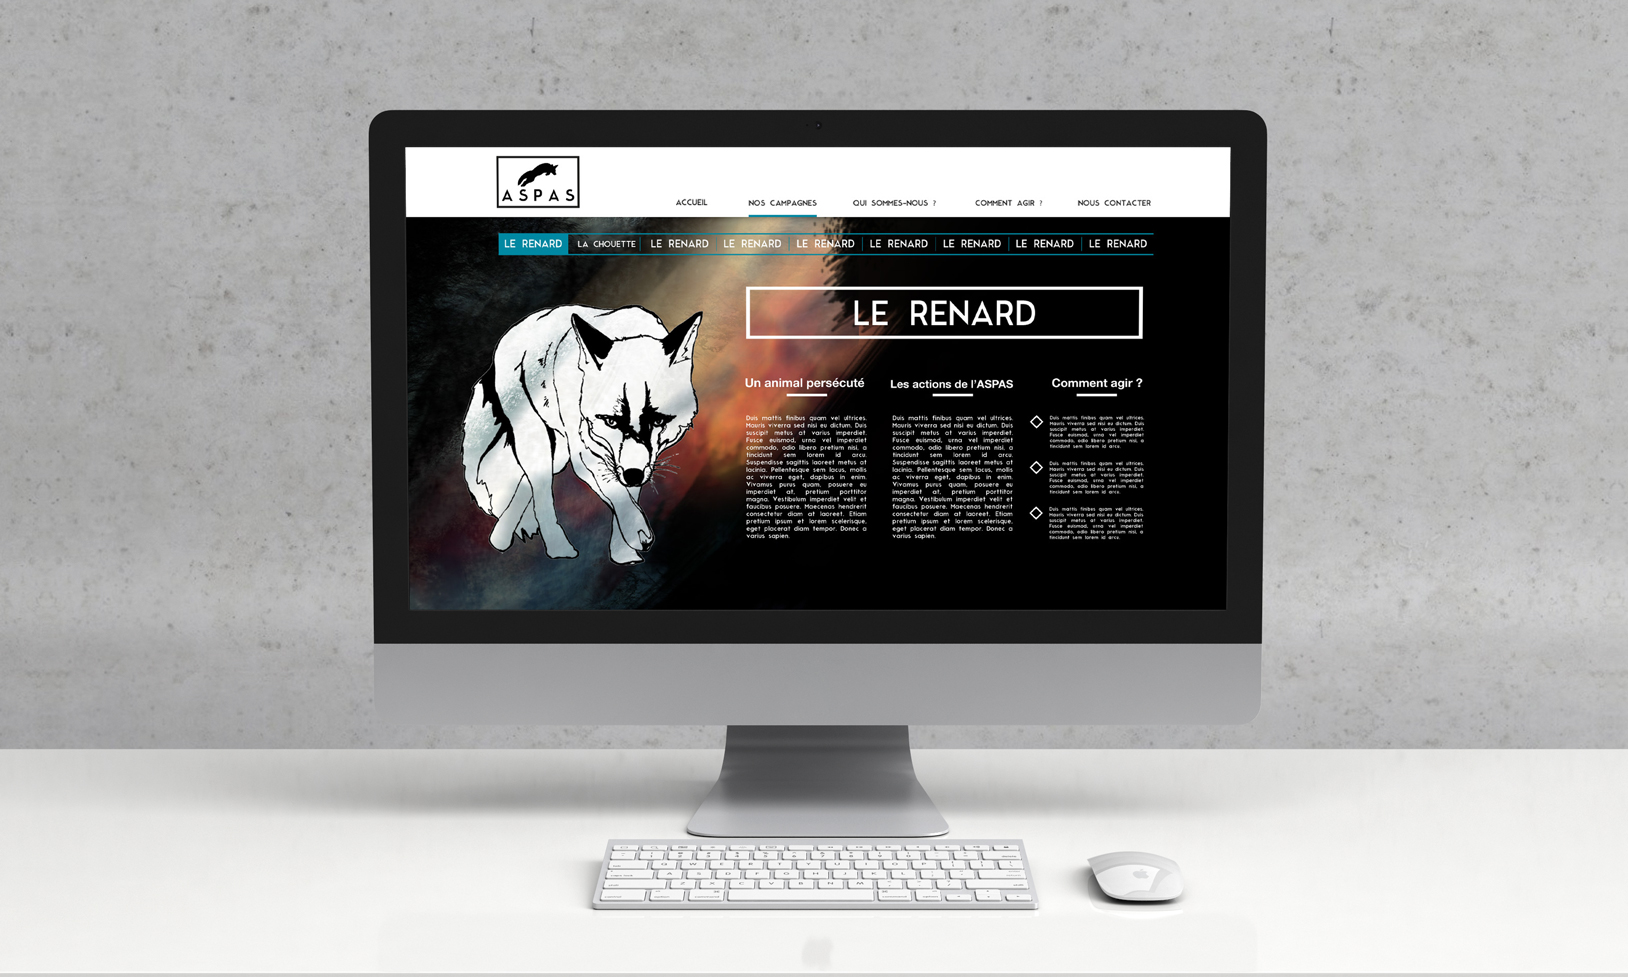 ASPAS
ACCUEIL
NOS CAMPAGNES
QUI SOMMES-NOUS ?
COMMENT AGIR ?
NOUS CONTACTER
LE RENARD
LA CHOUETTE
LE RENARD
LE RENARD
LE RENARD
LE RENARD
LE RENARD
LE RENARD
LE RENARD
LE RENARD
Un animal persécuté
Duis mattis finibus quam vel ultrices.
Mauris viverra sed nisi eu dictum. Duis
suscipit metus at varius imperdiet.
Fusce euismod, urna vel imperdiet
commodo, odio libero pretium nisi, a
tincidunt sem lorem id arcu.
Suspendisse sagittis laoreet metus at
lacinia. Pellentesque sem lacus, mollis
ac viverra eget, dapibus in enim.
Vivamus purus quam, posuere eu
imperdiet at, pretium porttitor
magna. Vestibulum imperdiet velit et
faucibus posuere. Maecenas hendrerit
consectetur diam at laoreet. Etiam
pretium ipsum et lorem scelerisque,
eget placerat diam tempor. Donec a
varius sapien.
Les actions de l'ASPAS
Duis mattis finibus quam vel ultrices.
Mauris viverra sed nisi eu dictum. Duis
suscipit metus at varius imperdiet.
Fusce euismod, urna vel imperdiet
commodo, odio libero pretium nisi, a
tincidunt sem lorem id arcu.
Suspendisse sagittis laoreet metus at
lacinia. Pellentesque sem lacus, mollis
ac viverra eget, dapibus in enim.
Vivamus purus quam, posuere eu
imperdiet at, pretium porttitor
magna. Vestibulum imperdiet velit et
faucibus posuere. Maecenas hendrerit
consectetur diam at laoreet. Etiam
pretium ipsum et lorem scelerisque,
eget placerat diam tempor. Donec a
varius sapien.
Comment agir ?
Duis mattis finibus quam vel ultrices.
Mauris viverra sed nisi eu dictum. Duis
suscipit metus at varius imperdiet.
Fusce euismod, urna vel imperdiet
commodo, odio libero pretium nisi, a
tincidunt sem lorem id arcu.
Duis mattis finibus quam vel ultrices.
Mauris viverra sed nisi eu dictum. Duis
suscipit metus at varius imperdiet.
Fusce euismod, urna vel imperdiet
commodo, odio libero pretium nisi, a
tincidunt sem lorem id arcu.
Duis mattis finibus quam vel ultrices.
Mauris viverra sed nisi eu dictum. Duis
suscipit metus at varius imperdiet.
Fusce euismod, urna vel imperdiet
commodo, odio libero pretium nisi, a
tincidunt sem lorem id arcu.